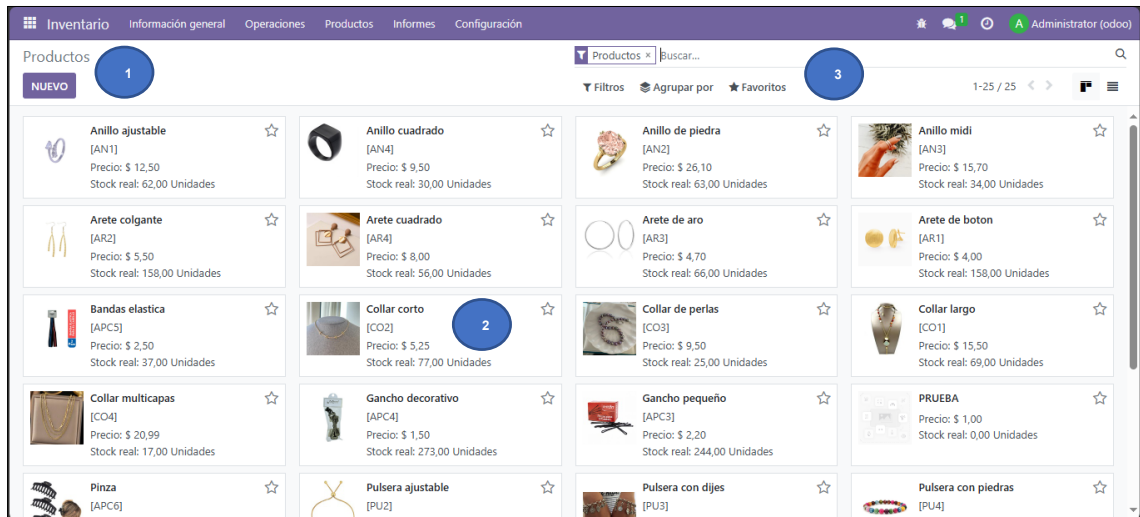 Inventario Información general Operaciones Productos Informes Configuración 1 A Administrator (odoo)
Productos
1
NUEVO
Productos × Buscar...
Filtros Agrupar por Favoritos
3
1-25 / 25
Anillo ajustable
[AN1]
Precio: $ 12,50
Stock real: 62,00 Unidades
Anillo cuadrado
[AN4]
Precio: $ 9,50
Stock real: 30,00 Unidades
Anillo de piedra
[AN2]
Precio: $ 26,10
Stock real: 63,00 Unidades
Anillo midi
[AN3]
Precio: $ 15,70
Stock real: 34,00 Unidades
Arete colgante
[AR2]
Precio: $ 5,50
Stock real: 158,00 Unidades
Arete cuadrado
[AR4]
Precio: $ 8,00
Stock real: 56,00 Unidades
Arete de aro
[AR3]
Precio: $ 4,70
Stock real: 66,00 Unidades
Arete de boton
[AR1]
Precio: $ 4,00
Stock real: 158,00 Unidades
Bandas elastica
[APC5]
Precio: $ 2,50
Stock real: 37,00 Unidades
Collar corto
[CO2]
Precio: $ 5,25
Stock real: 77,00 Unidades
2
Collar de perlas
[CO3]
Precio: $ 9,50
Stock real: 25,00 Unidades
Collar largo
[CO1]
Precio: $ 15,50
Stock real: 69,00 Unidades
Collar multicapas
[CO4]
Precio: $ 20,99
Stock real: 17,00 Unidades
Gancho decorativo
[APC4]
Precio: $ 1,50
Stock real: 273,00 Unidades
Gancho pequeño
[APC3]
Precio: $ 2,20
Stock real: 244,00 Unidades
PRUEBA
Precio: $ 1,00
Stock real: 0,00 Unidades
Pinza
[APC6]
Pulsera ajustable
[PU2]
Pulsera con dijes
[PU3]
Pulsera con piedras
[PU4]